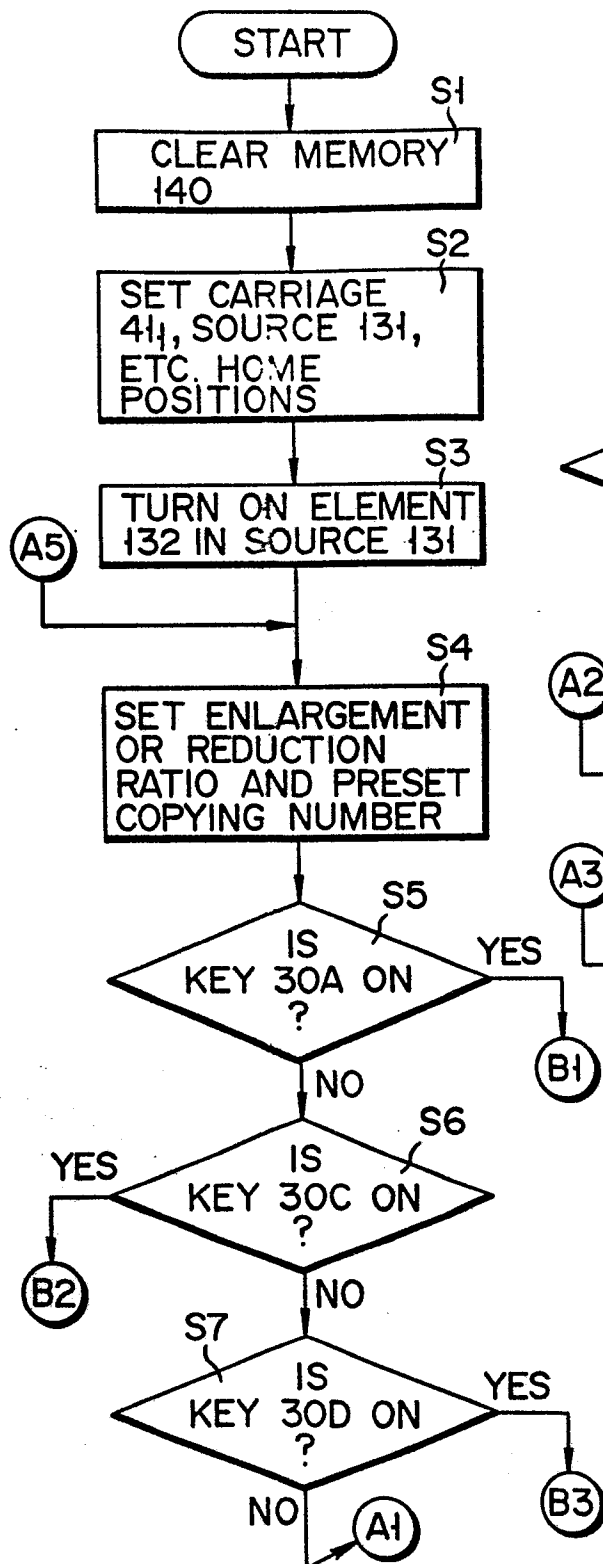 START
S1
CLEAR MEMORY
140
S2
SET CARRIAGE
41₁, SOURCE 131,
ETC. HOME
POSITIONS
S3
TURN ON ELEMENT
132 IN SOURCE 131
A5
S4
A2
SET ENLARGEMENT
OR REDUCTION
RATIO AND PRESET
COPYING NUMBER
A3
S5
IS
KEY 30A ON
?
YES
B1
NO
S6
IS
KEY 30C ON
?
YES
B2
NO
S7
IS
KEY 30D ON
?
YES
B3
NO
A1